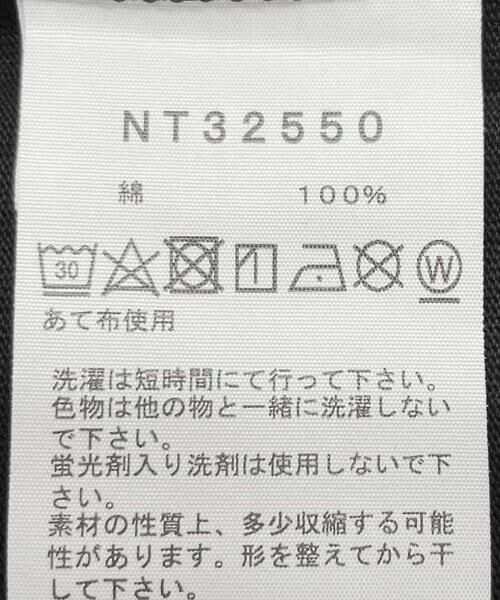 NT32550
綿 100%
30 W
あて布使用
洗濯は短時間にて行って下さい。
色物は他の物と一緒に洗濯しない
で下さい。
蛍光剤入り洗剤は使用しないで下
さい。
素材の性質上、多少収縮する可能
性があります。形を整えてから干
して下さい。